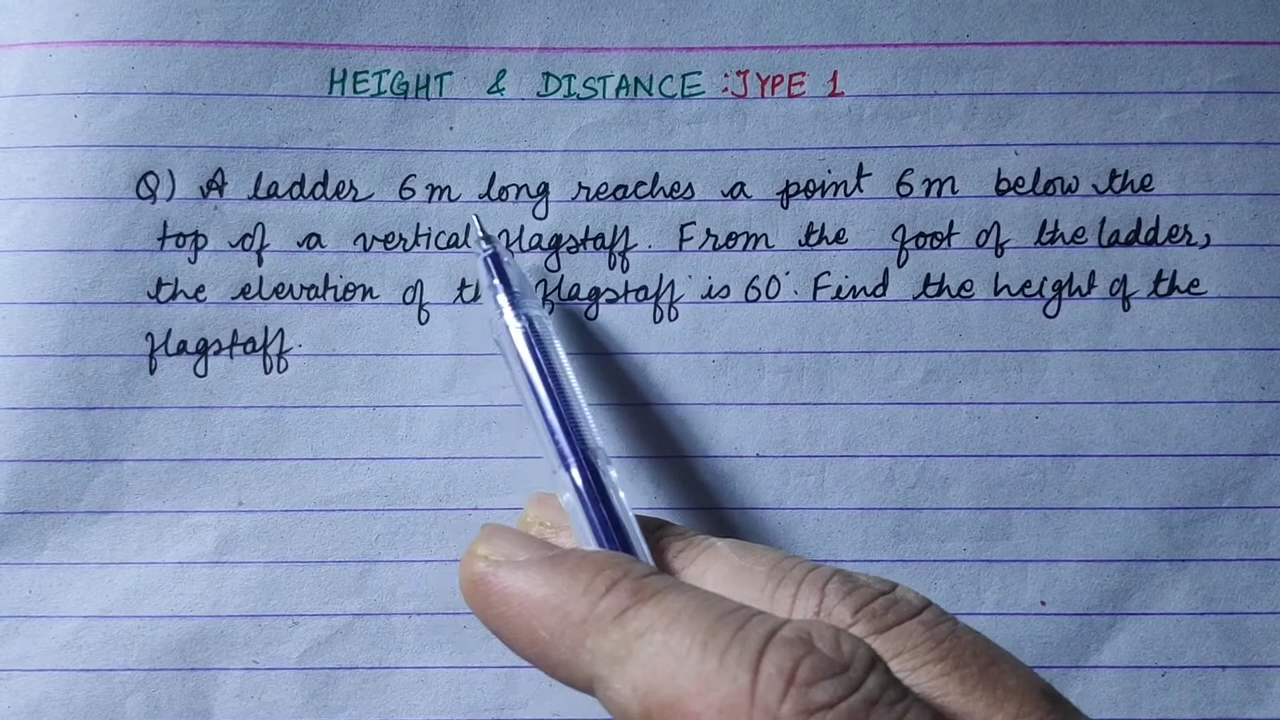 HEIGHT & DISTANCE : TYPE 1
Q) A ladder 6m long reaches a point 6m below the
top of a vertical flagstaff. From the foot of the ladder,
the elevation of flagstaff is 60°. Find the height of the
flagstaff.